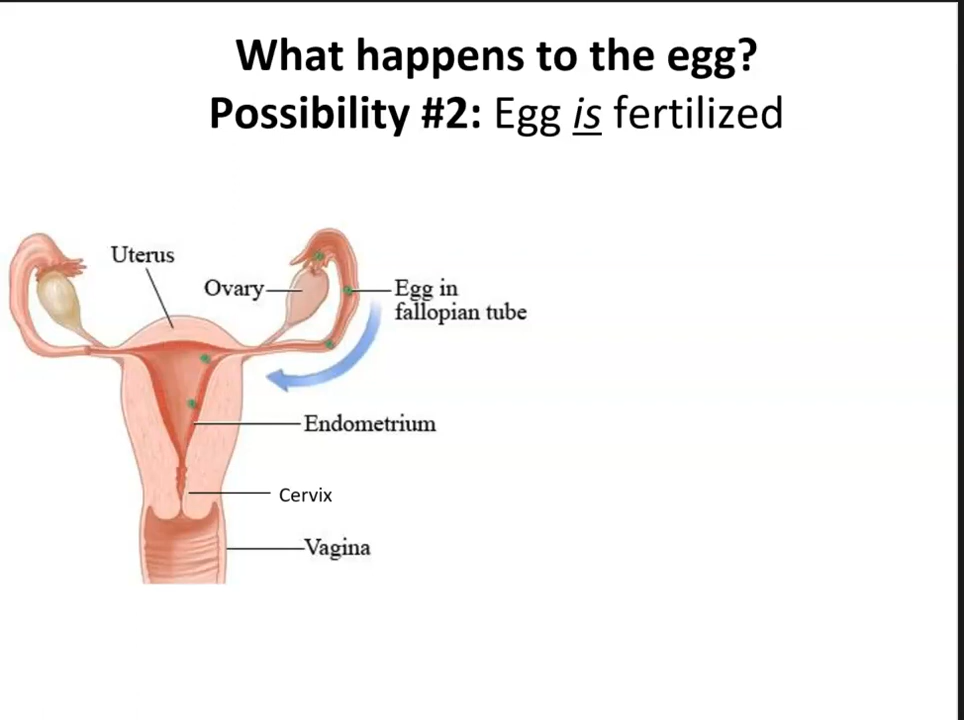 What happens to the egg?
Possibility #2: Egg is fertilized
Uterus
Ovary
Egg in
fallopian tube
Endometrium
Cervix
Vagina